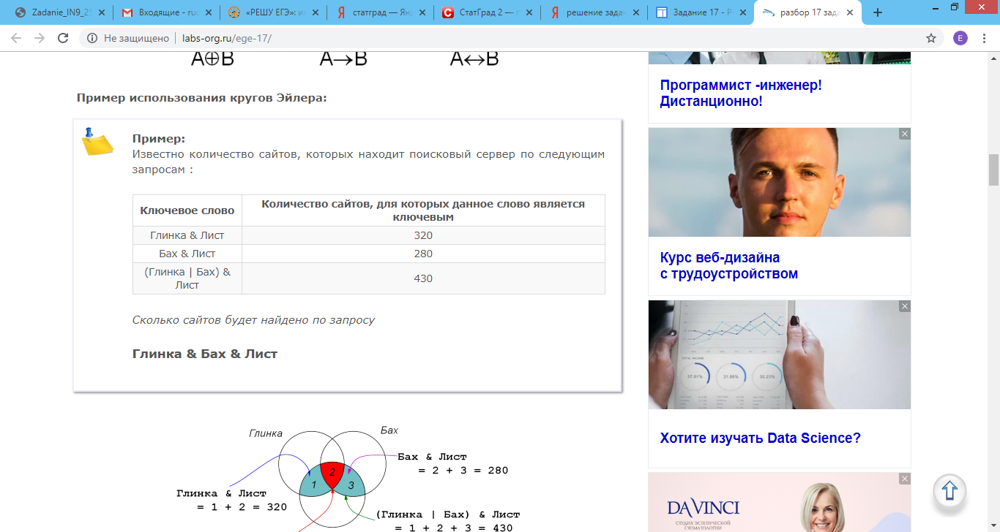 Zadanie_IN9_2
Входящие - ru
«РЕШУ ЕГЭ»: и
статград — Ян
СтатГрад 2 — г
решение зада
Задание 17 - Р
разбор 17 зада
Не защищено
labs-org.ru/ege-17/
E
A⊕B A→B A↔B
Пример использования кругов Эйлера:
Пример:
Известно количество сайтов, которых находит поисковый сервер по следующим
запросам :
Ключевое слово
Количество сайтов, для которых данное слово является
ключевым
Глинка & Лист
320
Бах & Лист
280
(Глинка | Бах) &
Лист
430
Сколько сайтов будет найдено по запросу
Глинка & Бах & Лист
Глинка
Бах
Бах & Лист
= 2 + 3 = 280
2
1
3
Глинка & Лист
= 1 + 2 = 320
(Глинка | Бах) & Лист
= 1 + 2 + 3 = 430
Программист -инженер!
Дистанционно!
Курс веб-дизайна
с трудоустройством
TOTAL INCOME
37.91%
21.86%
30.23%
Хотите изучать Data Science?
DAVINCI
СТУДИЯ ЭСТЕТИЧЕСКОЙ
СТОМАТОЛОГИИ